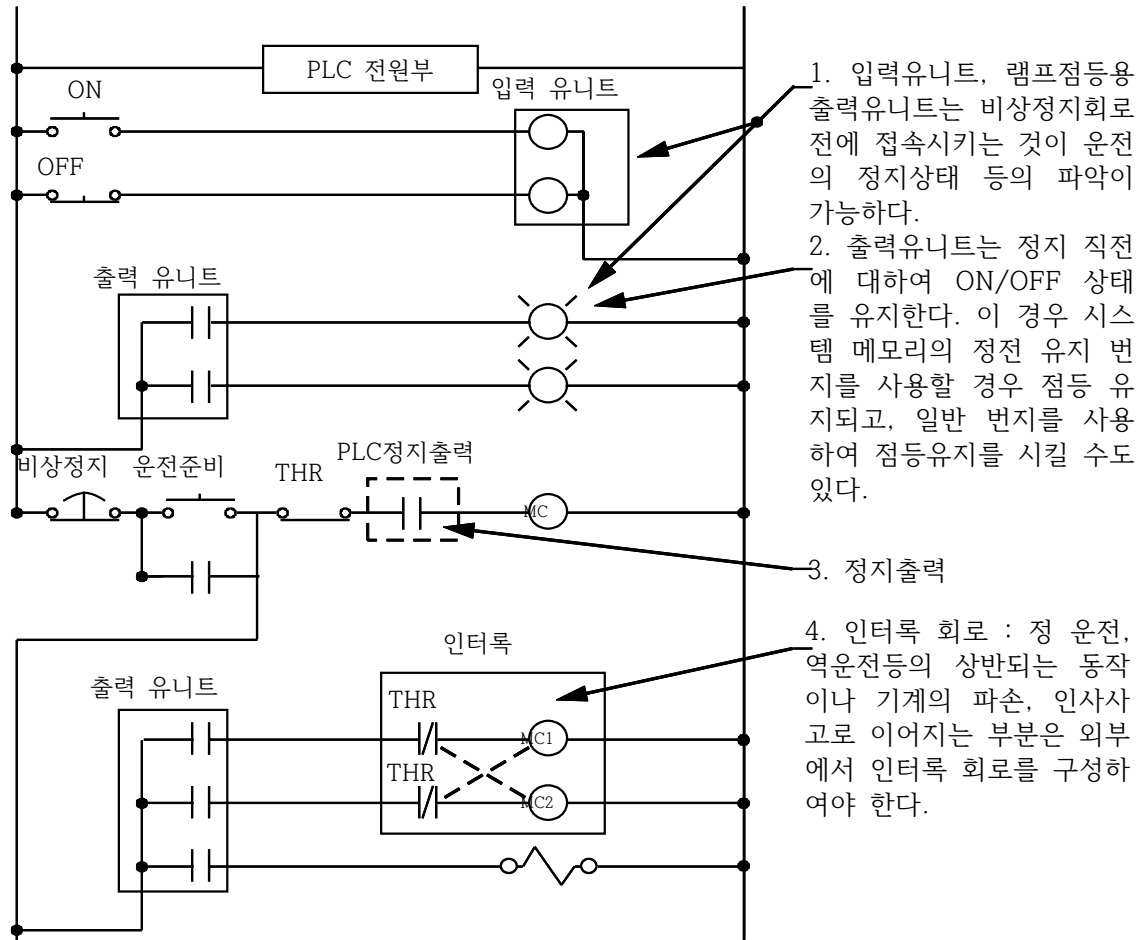 PLC 전원부
ON
입력 유니트
OFF
출력 유니트
비상정지
운전준비
THR
PLC정지출력
MC
출력 유니트
인터록
THR
MC1
THR
MC2
1. 입력유니트, 램프점등용
출력유니트는 비상정지회로
전에 접속시키는 것이 운전
의 정지상태 등의 파악이
가능하다.
2. 출력유니트는 정지 직전
에 대하여 ON/OFF 상태
를 유지한다. 이 경우 시스
템 메모리의 정전 유지 번
지를 사용할 경우 점등 유
지되고, 일반 번지를 사용
하여 점등유지를 시킬 수도
있다.
3. 정지출력
4. 인터록 회로 : 정 운전,
역운전등의 상반되는 동작
이나 기계의 파손, 인사사
고로 이어지는 부분은 외부
에서 인터록 회로를 구성하
여야 한다.